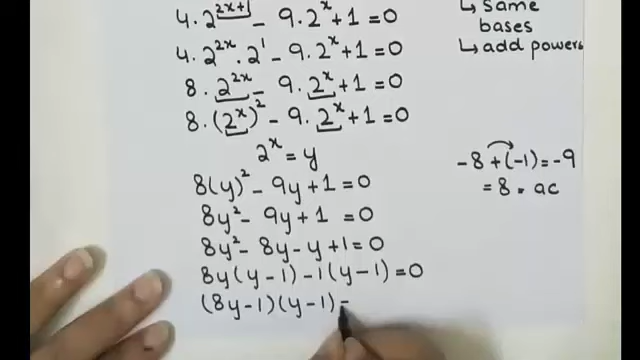 4.2^{2x+1} - 9.2^x + 1 = 0
4.2^{2x}.2^1 - 9.2^x + 1 = 0
8.2^{2x} - 9.2^x + 1 = 0
8.(2^x)^2 - 9.2^x + 1 = 0
2^x = y
8(y)^2 - 9y + 1 = 0
8y^2 - 9y + 1 = 0
8y^2 - 8y - y + 1 = 0
8y(y - 1) - 1(y - 1) = 0
(8y - 1)(y - 1) =
↳ same
bases
↳ add powers
-8 + (-1) = -9
= 8 . ac